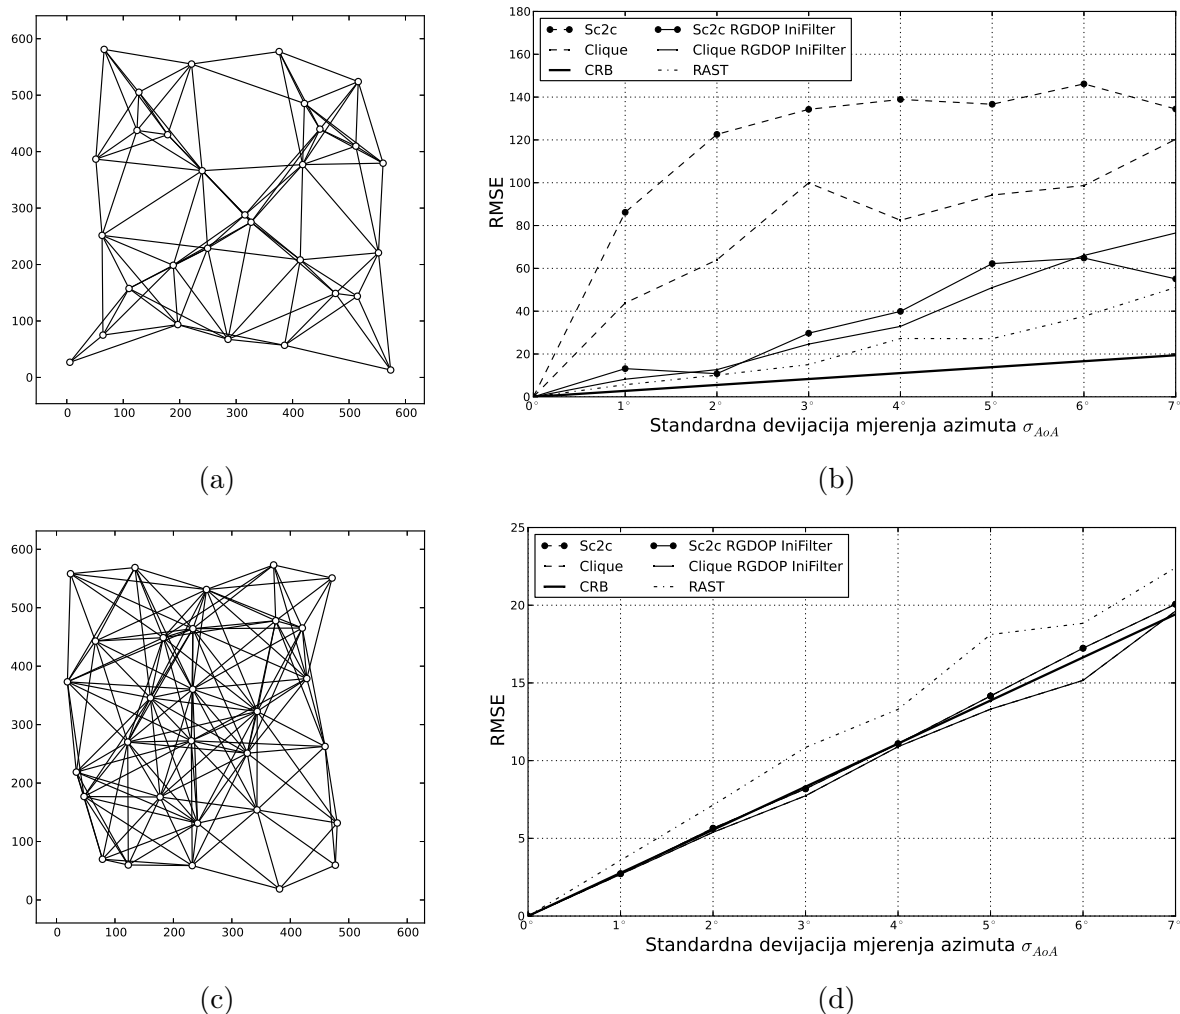 600
500
400
300
200
100
0
0 100 200 300 400 500 600
(a)
180
160
140
120
100
80
60
40
20
0
RMSE
Sc2c Sc2c RGDOP IniFilter
Clique Clique RGDOP IniFilter
CRB RAST
0° 1° 2° 3° 4° 5° 6° 7°
Standardna devijacija mjerenja azimuta σ_AoA
(b)
600
500
400
300
200
100
0
0 100 200 300 400 500 600
(c)
25
20
15
10
5
0
RMSE
Sc2c Sc2c RGDOP IniFilter
Clique Clique RGDOP IniFilter
CRB RAST
0° 1° 2° 3° 4° 5° 6° 7°
Standardna devijacija mjerenja azimuta σ_AoA
(d)